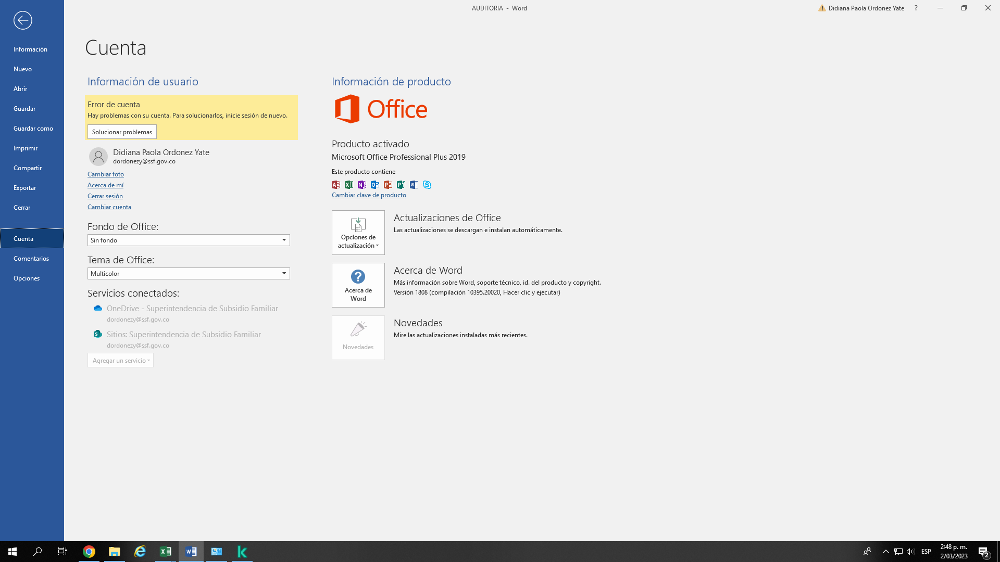 AUDITORIA - Word
Didiana Paola Ordonez Yate
?
Información
Nuevo
Abrir
Guardar
Guardar como
Imprimir
Compartir
Exportar
Cerrar
Cuenta
Comentarios
Opciones
Cuenta
Información de usuario
Error de cuenta
Hay problemas con su cuenta. Para solucionarlos, inicie sesión de nuevo.
Solucionar problemas
Didiana Paola Ordonez Yate
dordonezy@ssf.gov.co
Cambiar foto
Acerca de mí
Cerrar sesión
Cambiar cuenta
Fondo de Office:
Sin fondo
Tema de Office:
Multicolor
Servicios conectados:
OneDrive - Superintendencia de Subsidio Familiar
dordonezy@ssf.gov.co
Sitios: Superintendencia de Subsidio Familiar
dordonezy@ssf.gov.co
Agregar un servicio
Información de producto
Office
Producto activado
Microsoft Office Professional Plus 2019
Este producto contiene
Cambiar clave de producto
Opciones de
actualización
Actualizaciones de Office
Las actualizaciones se descargan e instalan automáticamente.
Acerca de
Word
Acerca de Word
Más información sobre Word, soporte técnico, id. del producto y copyright.
Versión 1808 (compilación 10395.20020, Hacer clic y ejecutar)
Novedades
Novedades
Mire las actualizaciones instaladas más recientes.
ESP
2:48 p. m.
2/03/2023
2